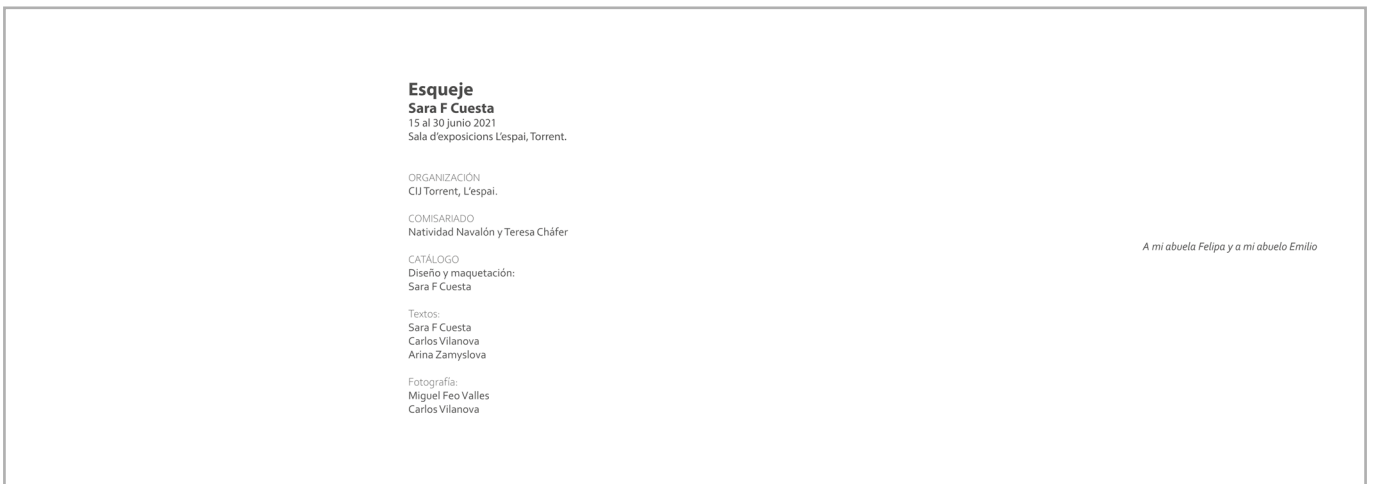 Esqueje
Sara F Cuesta
15 al 30 junio 2021
Sala d'exposicions L'espai, Torrent.
ORGANIZACIÓN
CIJ Torrent, L'espai.
COMISARIADO
Natividad Navalón y Teresa Cháfer
CATÁLOGO
Diseño y maquetación:
Sara F Cuesta
Textos:
Sara F Cuesta
Carlos Vilanova
Arina Zamyslova
Fotografía:
Miguel Feo Valles
Carlos Vilanova
A mi abuela Felipa y a mi abuelo Emilio